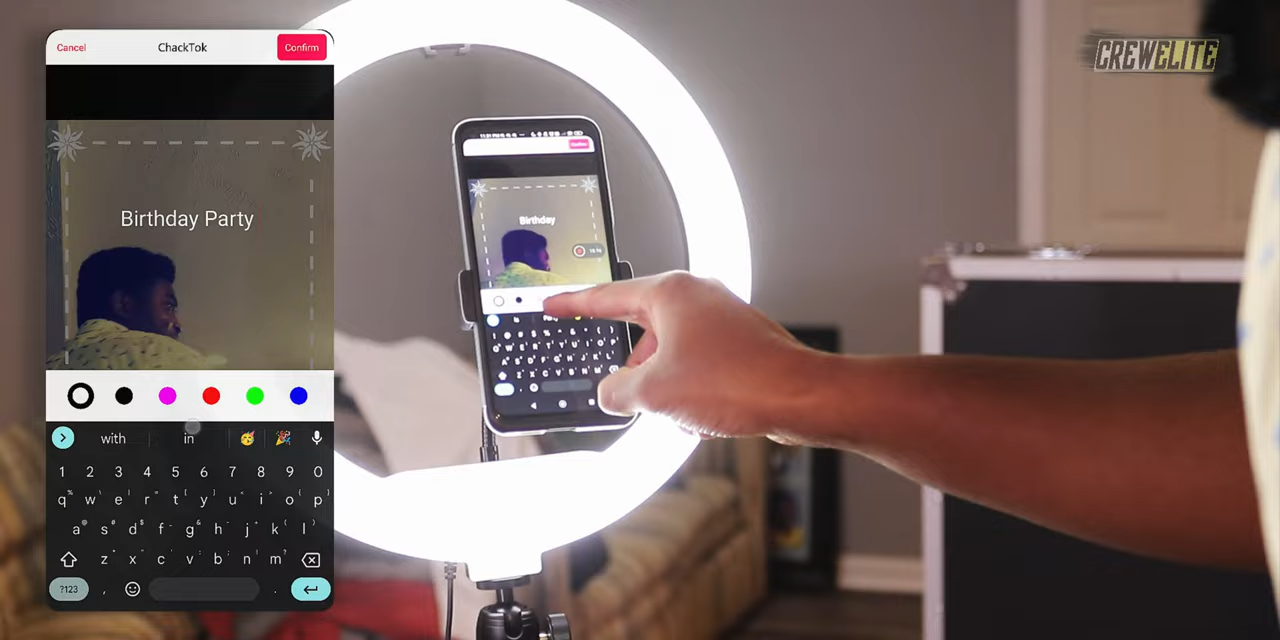 Cancel
ChackTok
Confirm
CREWELITE
Birthday Party
Birthday
with
in
1 2 3 4 5 6 7 8 9 0
q w e r t y u i o p
a s d f g h j k l
z x c v b n m
?123 , .